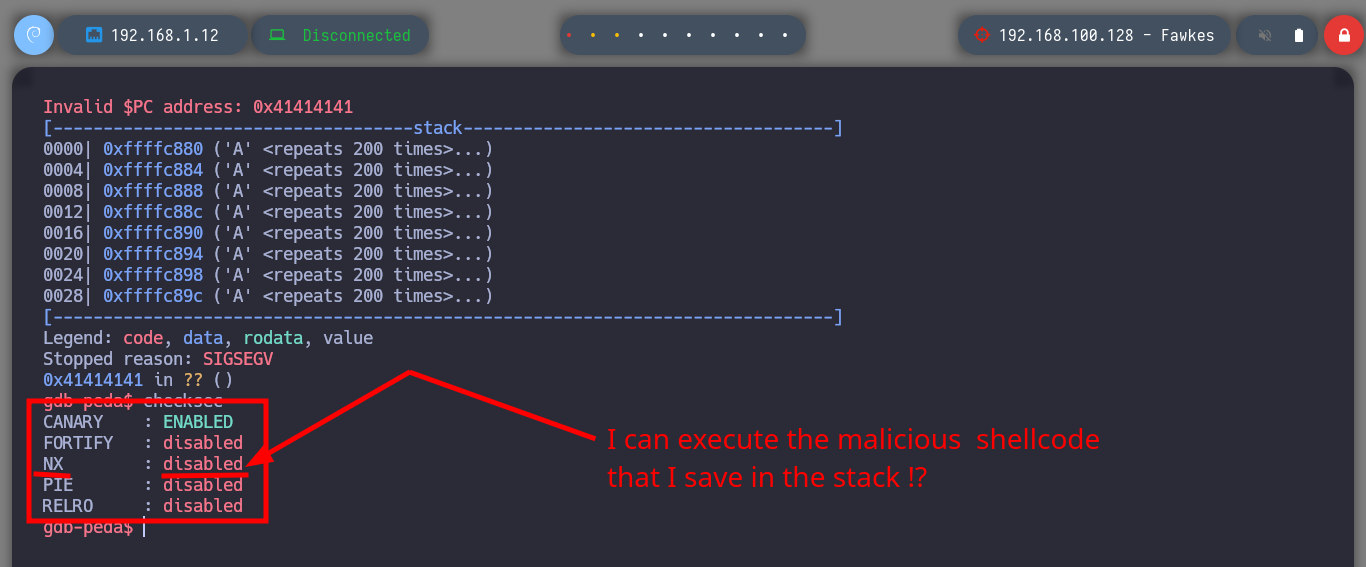 192.168.1.12
Disconnected
192.168.100.128 - Fawkes
Invalid $PC address: 0x41414141
[------------------------------------stack-------------------------------------]
0000| 0xffffc880 ('A' <repeats 200 times>...)
0004| 0xffffc884 ('A' <repeats 200 times>...)
0008| 0xffffc888 ('A' <repeats 200 times>...)
0012| 0xffffc88c ('A' <repeats 200 times>...)
0016| 0xffffc890 ('A' <repeats 200 times>...)
0020| 0xffffc894 ('A' <repeats 200 times>...)
0024| 0xffffc898 ('A' <repeats 200 times>...)
0028| 0xffffc89c ('A' <repeats 200 times>...)
[------------------------------------------------------------------------------]
Legend: code, data, rodata, value
Stopped reason: SIGSEGV
0x41414141 in ?? ()
gdb-peda$ checksec
CANARY    : ENABLED
FORTIFY   : disabled
NX        : disabled
PIE       : disabled
RELRO     : disabled
gdb-peda$
I can execute the malicious shellcode
that I save in the stack !?